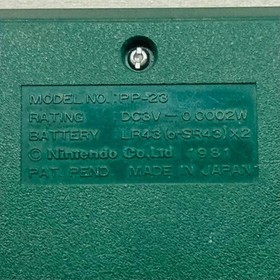 MODEL NO. PP-23
RATING DC3V — 0.0002W
BATTERY LR43 (or SR43) X2
© Nintendo Co., Ltd 1981
PAT. PEND. MADE IN JAPAN